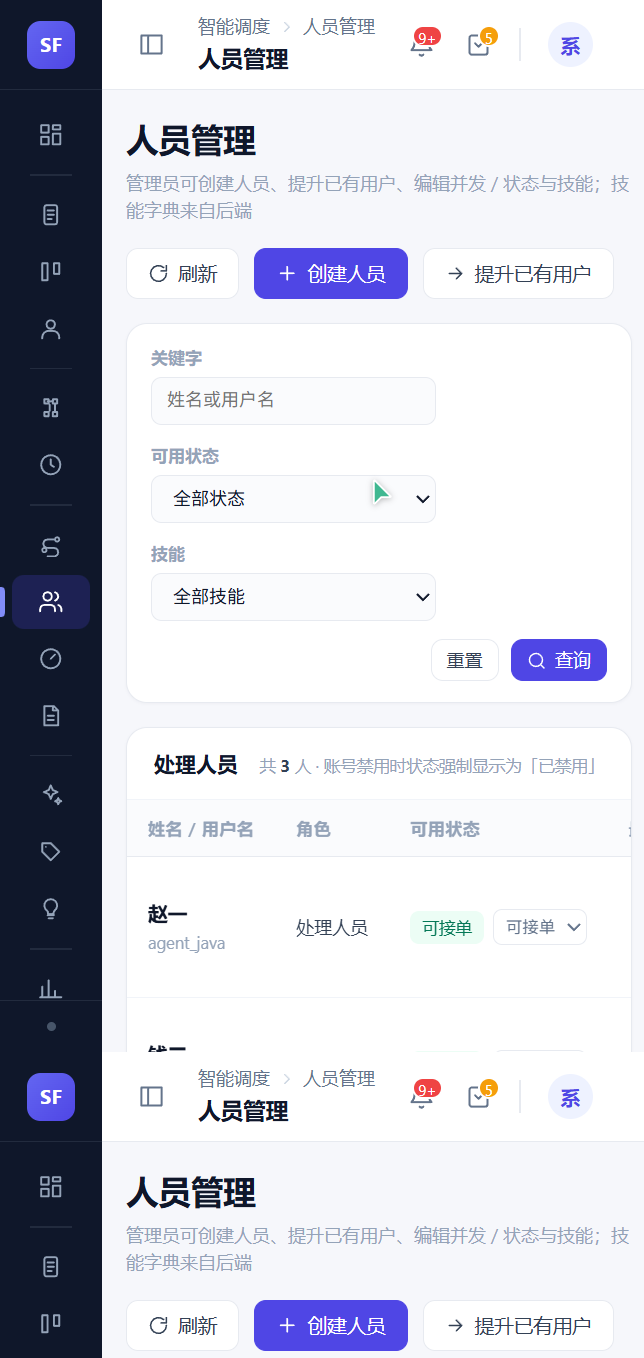 SF
智能调度 > 人员管理
人员管理
9+
5
系
人员管理
管理员可创建人员、提升已有用户、编辑并发 / 状态与技能；技
能字典来自后端
刷新
创建人员
提升已有用户
关键字
姓名或用户名
可用状态
全部状态
技能
全部技能
重置
查询
处理人员 共 3 人 · 账号禁用时状态强制显示为「已禁用」
姓名 / 用户名 角色 可用状态
赵一
agent_java
处理人员
可接单
可接单
SF
智能调度 > 人员管理
人员管理
9+
5
系
人员管理
管理员可创建人员、提升已有用户、编辑并发 / 状态与技能；技
能字典来自后端
刷新
创建人员
提升已有用户